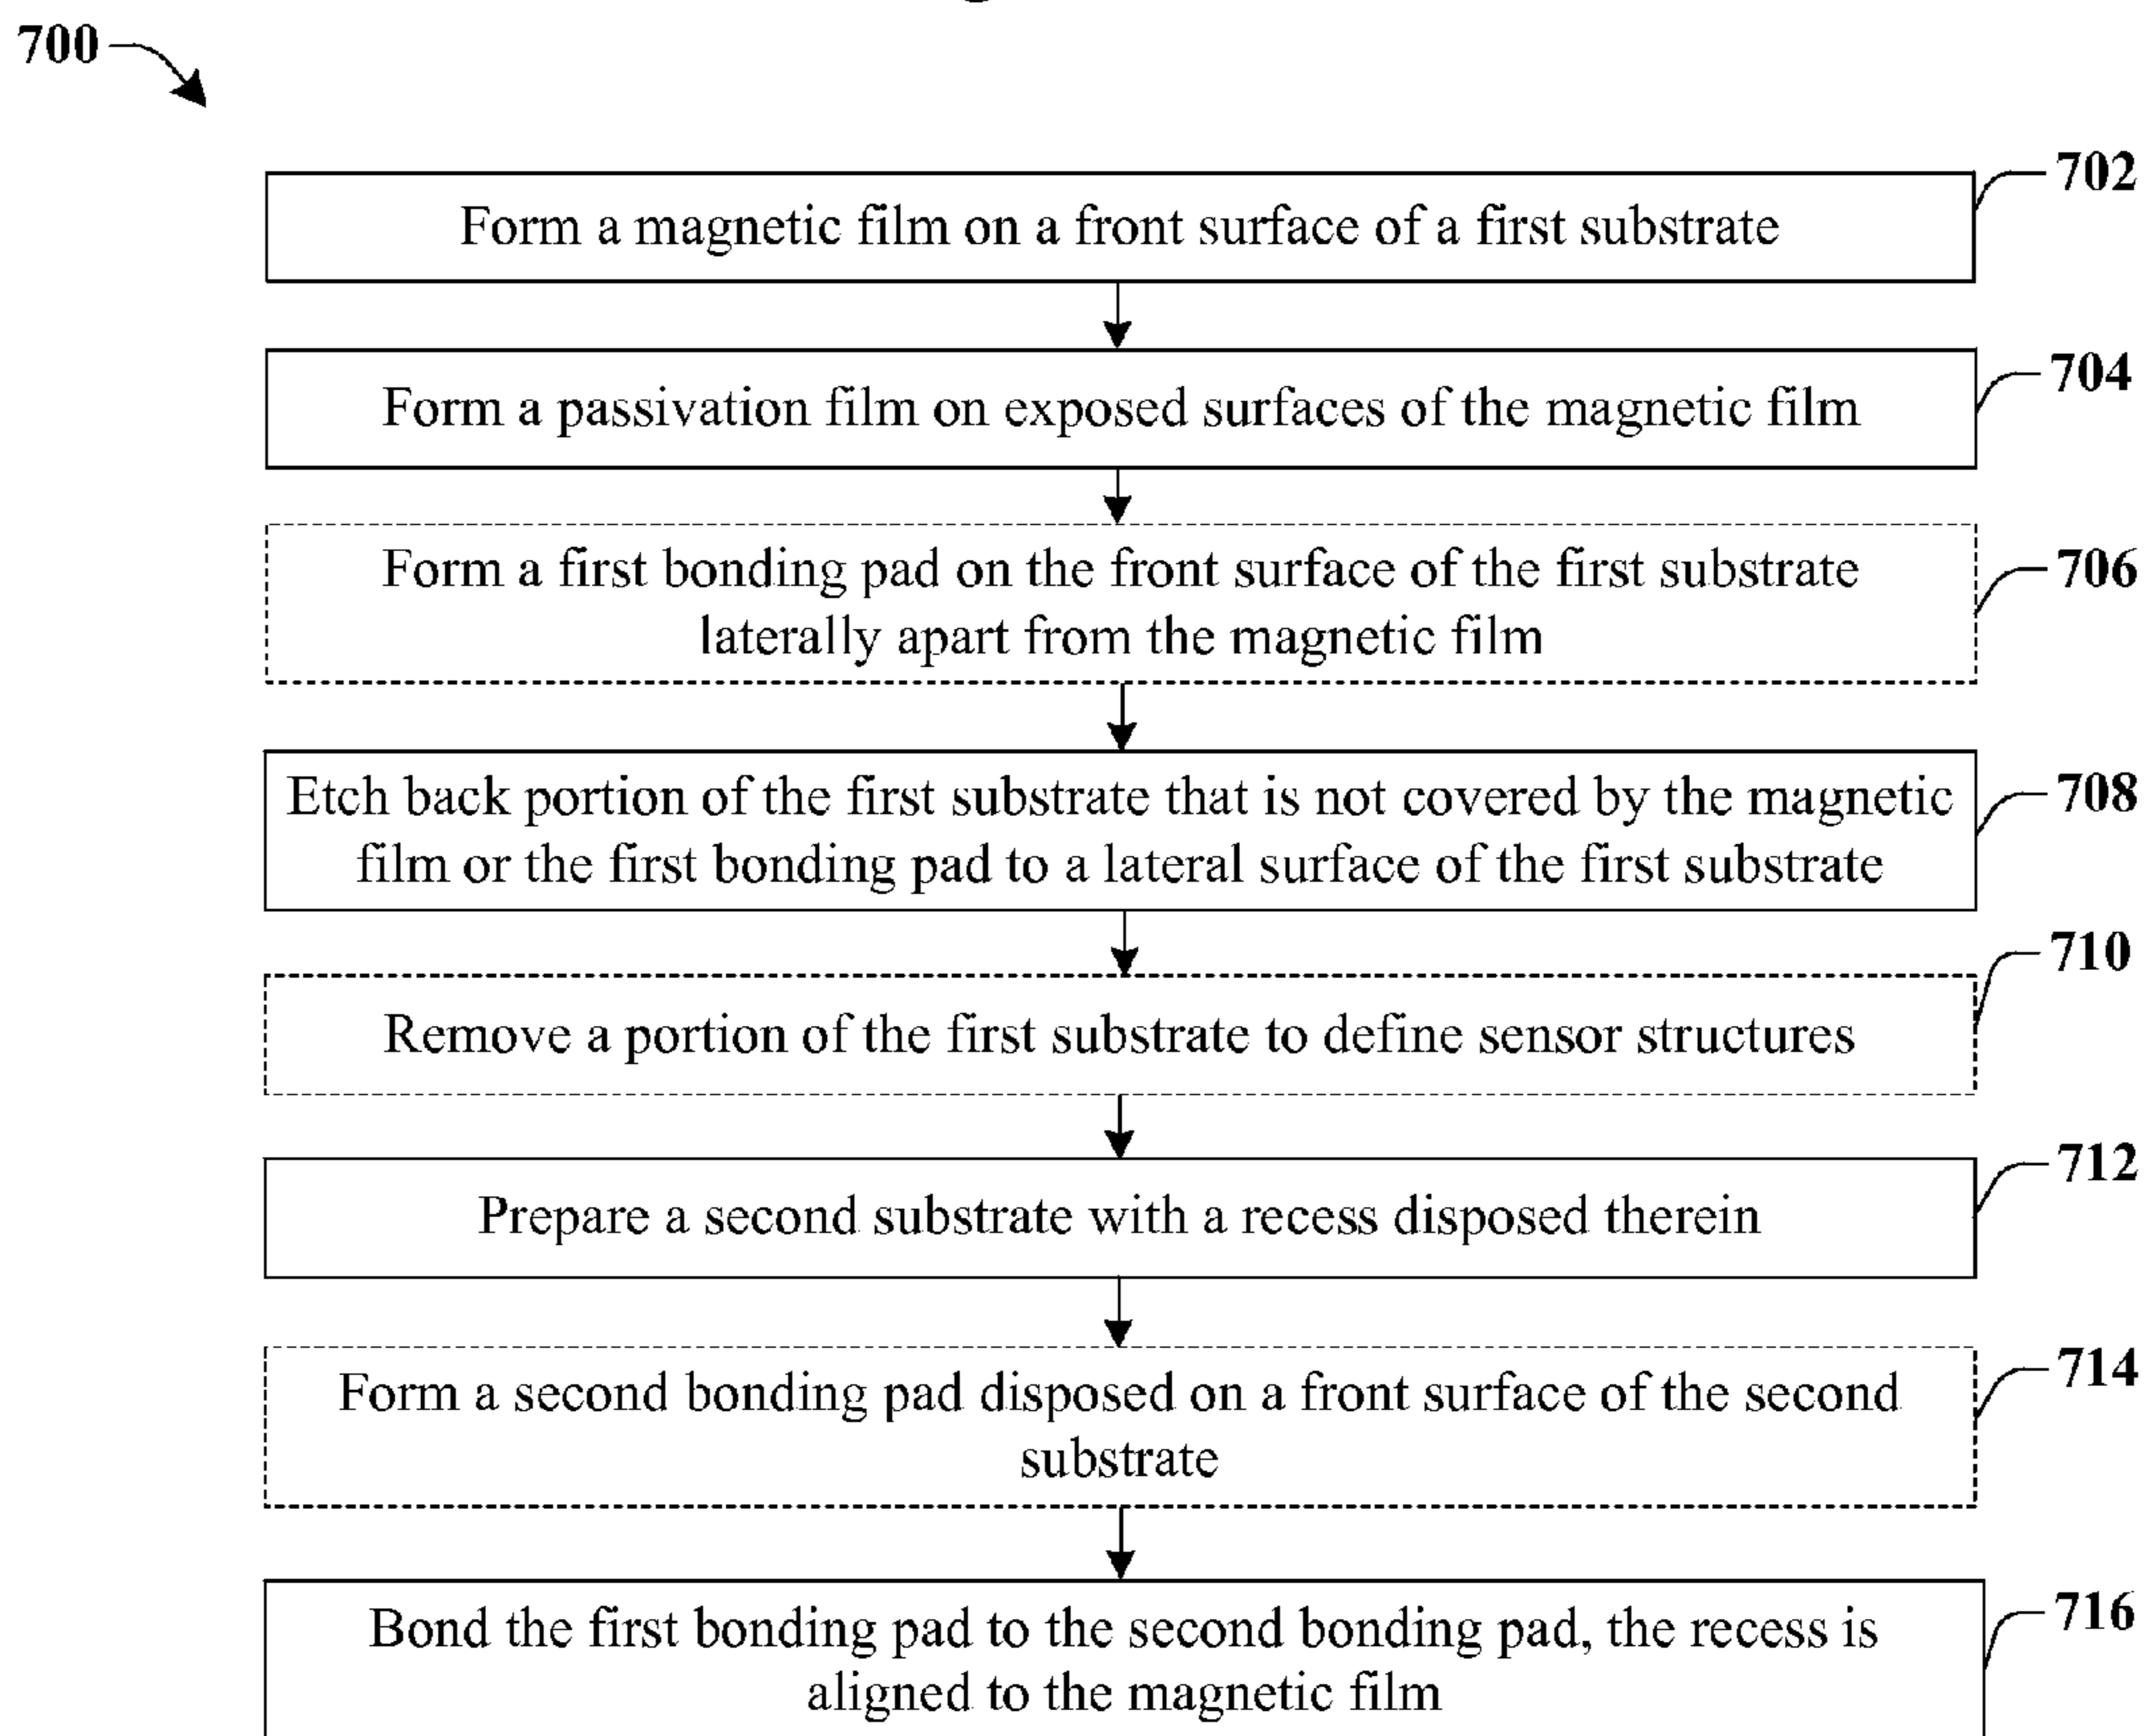 700
702
Form a magnetic film on a front surface of a first substrate
704
Form a passivation film on exposed surfaces of the magnetic film
706
Form a first bonding pad on the front surface of the first substrate
laterally apart from the magnetic film
708
Etch back portion of the first substrate that is not covered by the magnetic
film or the first bonding pad to a lateral surface of the first substrate
710
Remove a portion of the first substrate to define sensor structures
712
Prepare a second substrate with a recess disposed therein
714
Form a second bonding pad disposed on a front surface of the second
substrate
716
Bond the first bonding pad to the second bonding pad, the recess is
aligned to the magnetic film